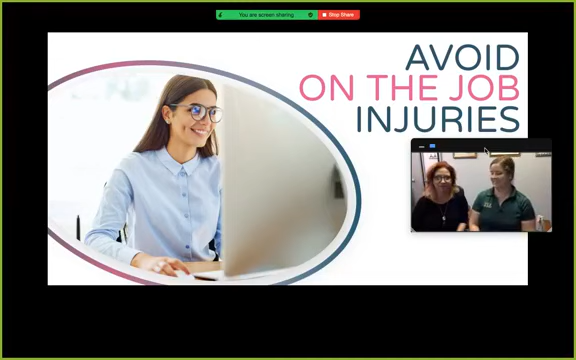 You are screen sharing
Stop Share
AVOID
ON THE JOB
INJURIES